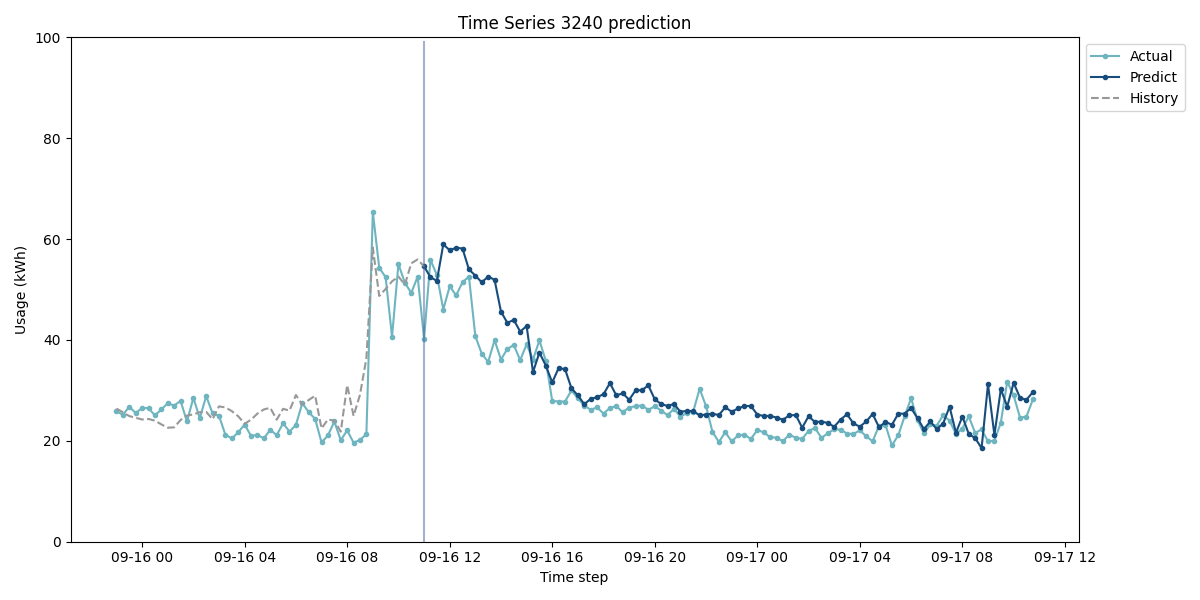 Time Series 3240 prediction
Actual
Predict
History
Usage (kWh)
100
80
60
40
20
0
09-16 00
09-16 04
09-16 08
09-16 12
09-16 16
09-16 20
09-17 00
09-17 04
09-17 08
09-17 12
Time step